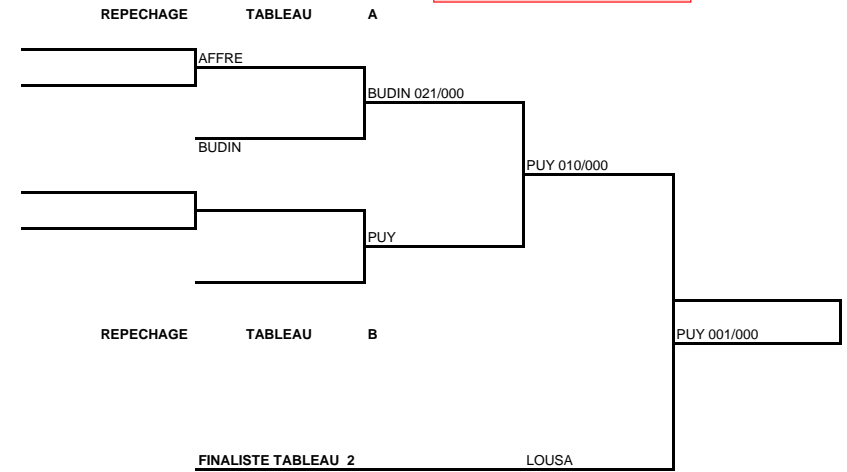 REPECHAGE TABLEAU A
AFFRE
BUDIN 021/000
BUDIN
PUY 010/000
PUY
REPECHAGE TABLEAU B
PUY 001/000
FINALISTE TABLEAU 2 LOUSA